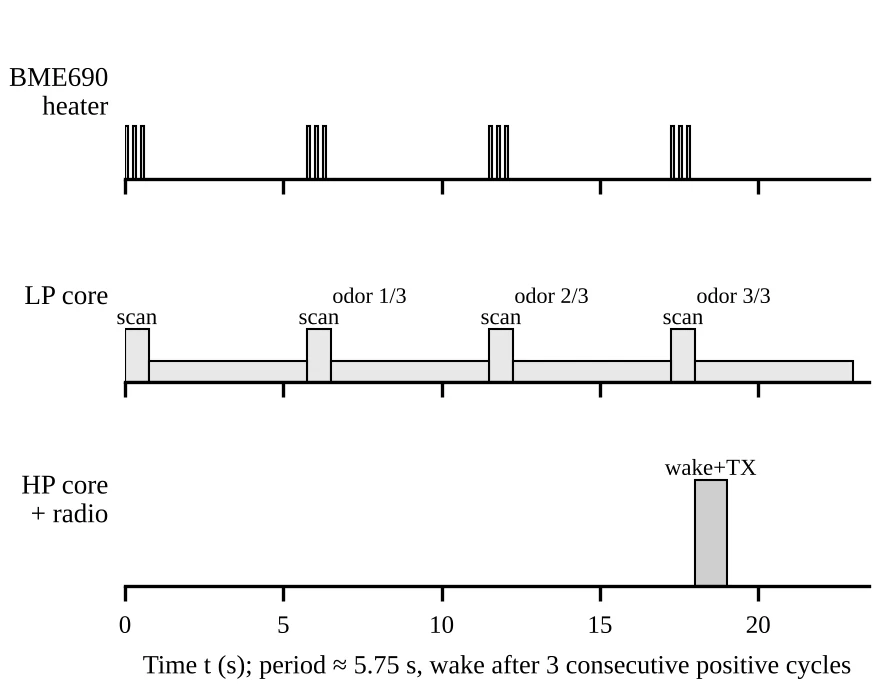 BME690
heater
LP core
odor 1/3
odor 2/3
odor 3/3
scan
scan
scan
scan
HP core
+ radio
wake+TX
0
5
10
15
20
Time t (s); period ≈ 5.75 s, wake after 3 consecutive positive cycles